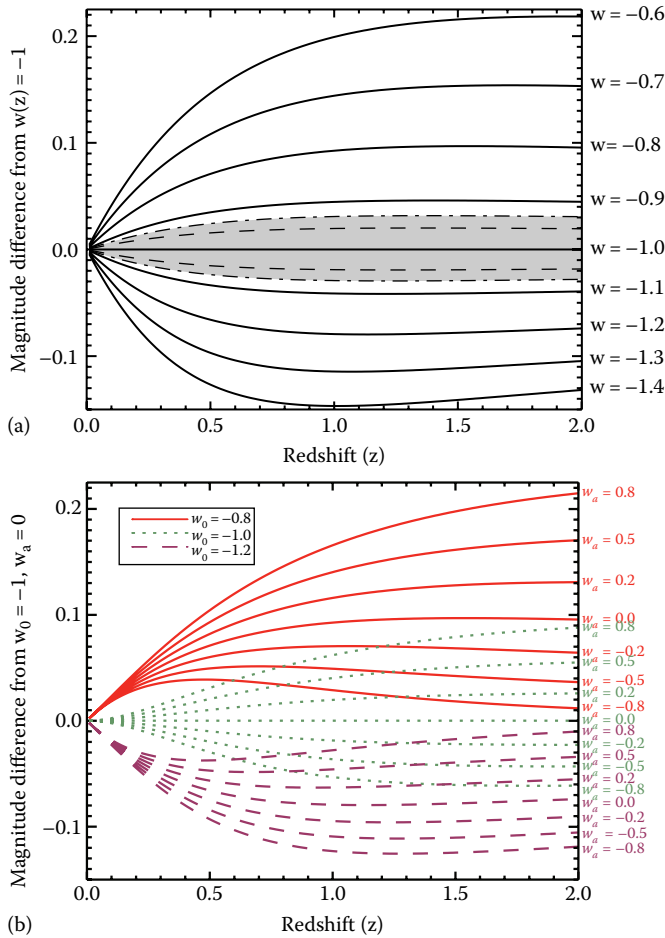 Magnitude difference from w(z) = −1
0.2
0.1
0.0
−0.1
w = −0.6
w = −0.7
w= −0.8
w = −0.9
w = −1.0
w = −1.1
w = −1.2
w = −1.3
w = −1.4
0.0 0.5 1.0 1.5 2.0
(a)
Redshift (z)
Magnitude difference from w0 = −1, wa = 0
0.2
0.1
0.0
−0.1
w0 = −0.8
w0 = −1.0
w0 = −1.2
wa = 0.8
wa = 0.5
wa = 0.2
wa = 0.0
wa = 0.8
wa = 0.5
wa = −0.2
wa = 0.2
wa = −0.5
wa = −0.8
wa = 0.0
wa = 0.8
wa = −0.2
wa = 0.5
wa = −0.5
wa = 0.2
wa = −0.8
wa = 0.0
wa = −0.2
wa = −0.5
wa = −0.8
0.0 0.5 1.0 1.5 2.0
(b)
Redshift (z)